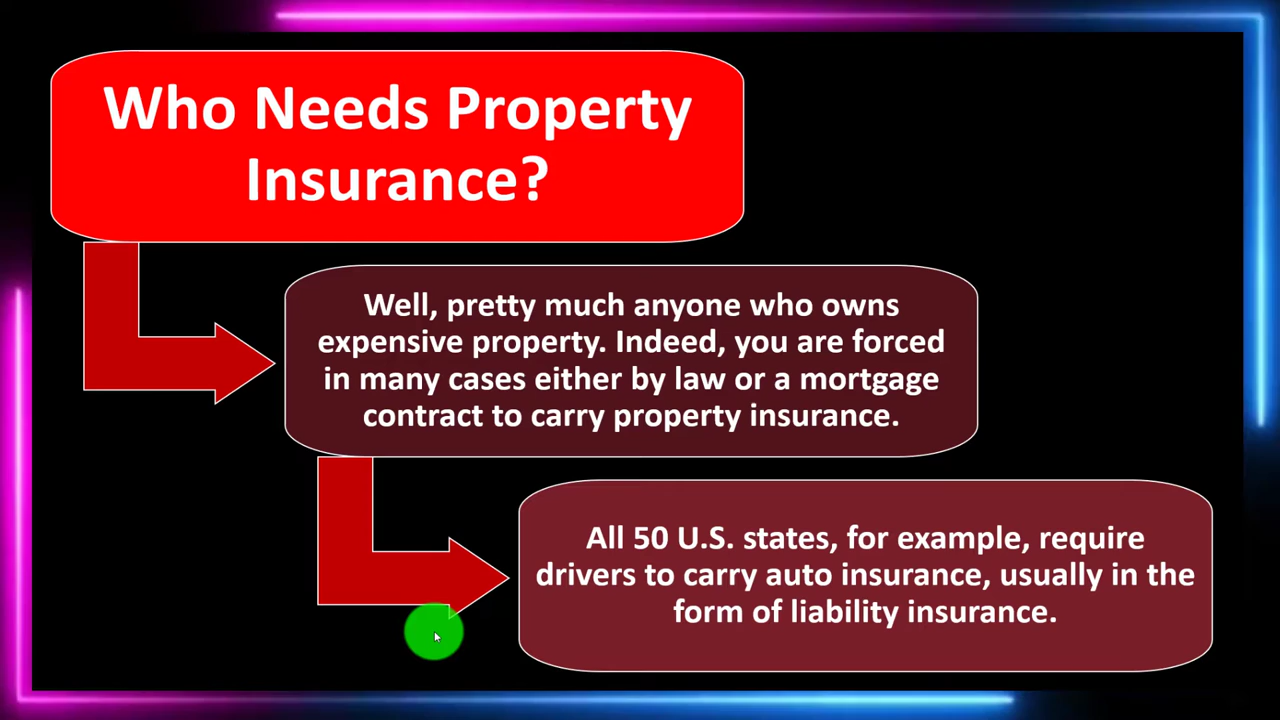 Who Needs Property
Insurance?
Well, pretty much anyone who owns
expensive property. Indeed, you are forced
in many cases either by law or a mortgage
contract to carry property insurance.
All 50 U.S. states, for example, require
drivers to carry auto insurance, usually in the
form of liability insurance.